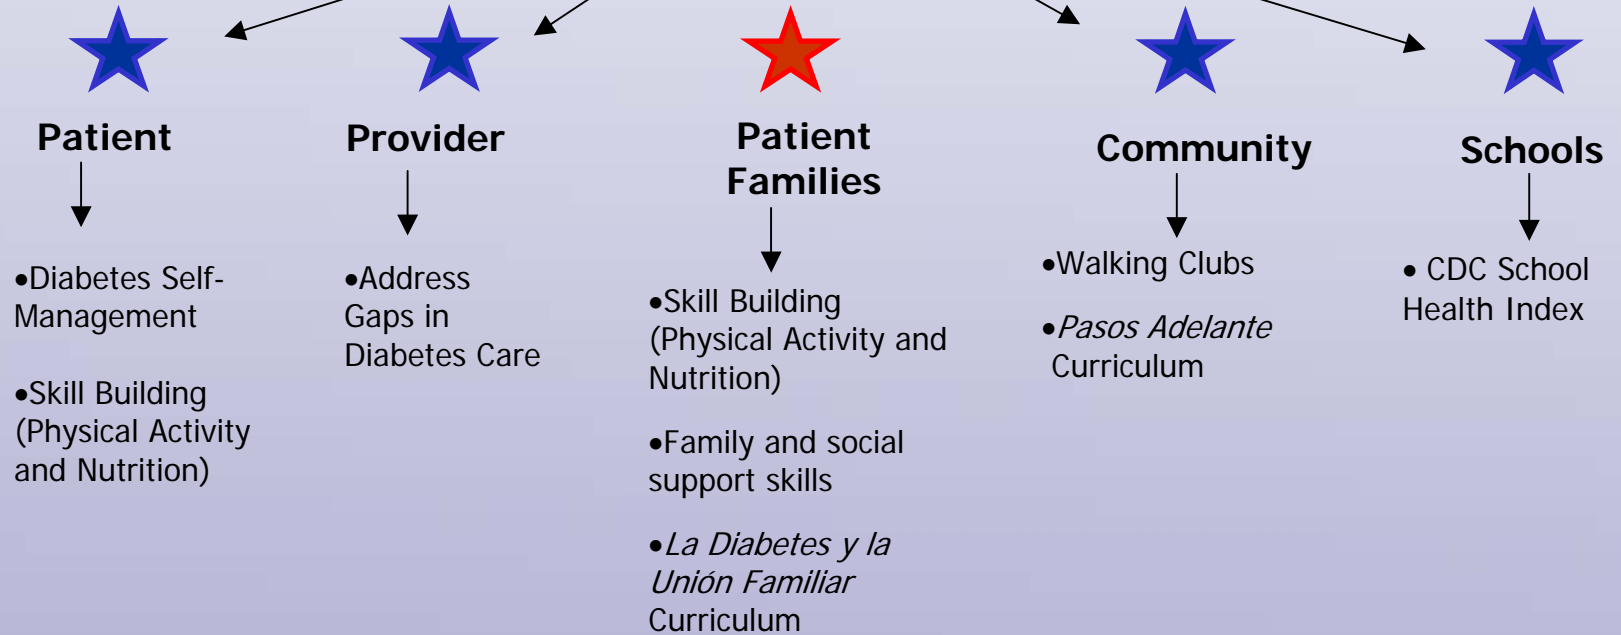 Patient
•Diabetes Self-
Management
•Skill Building
(Physical Activity
and Nutrition)
Provider
•Address
Gaps in
Diabetes Care
Patient
Families
•Skill Building
(Physical Activity and
Nutrition)
•Family and social
support skills
•La Diabetes y la
Unión Familiar
Curriculum
Community
•Walking Clubs
•Pasos Adelante
Curriculum
Schools
• CDC School
Health Index